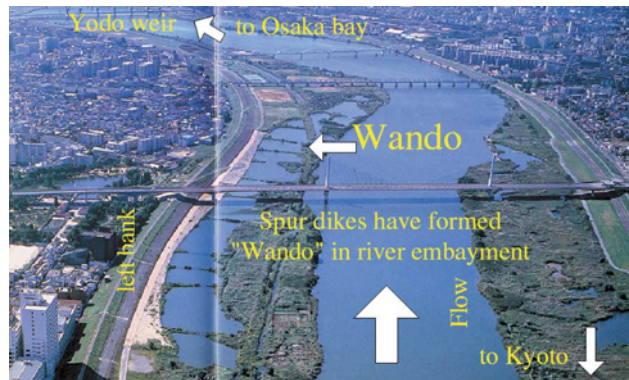 Yodo weir
to Osaka bay
Wando
Spur dikes have formed
"Wando" in river embayment
left bank
Flow
to Kyoto